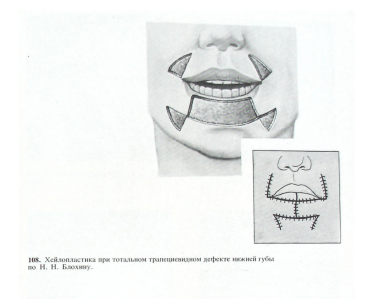 108. Хейлопластика при тотальном трапециевидном дефекте нижней губы
по Н. Н. Блохину.